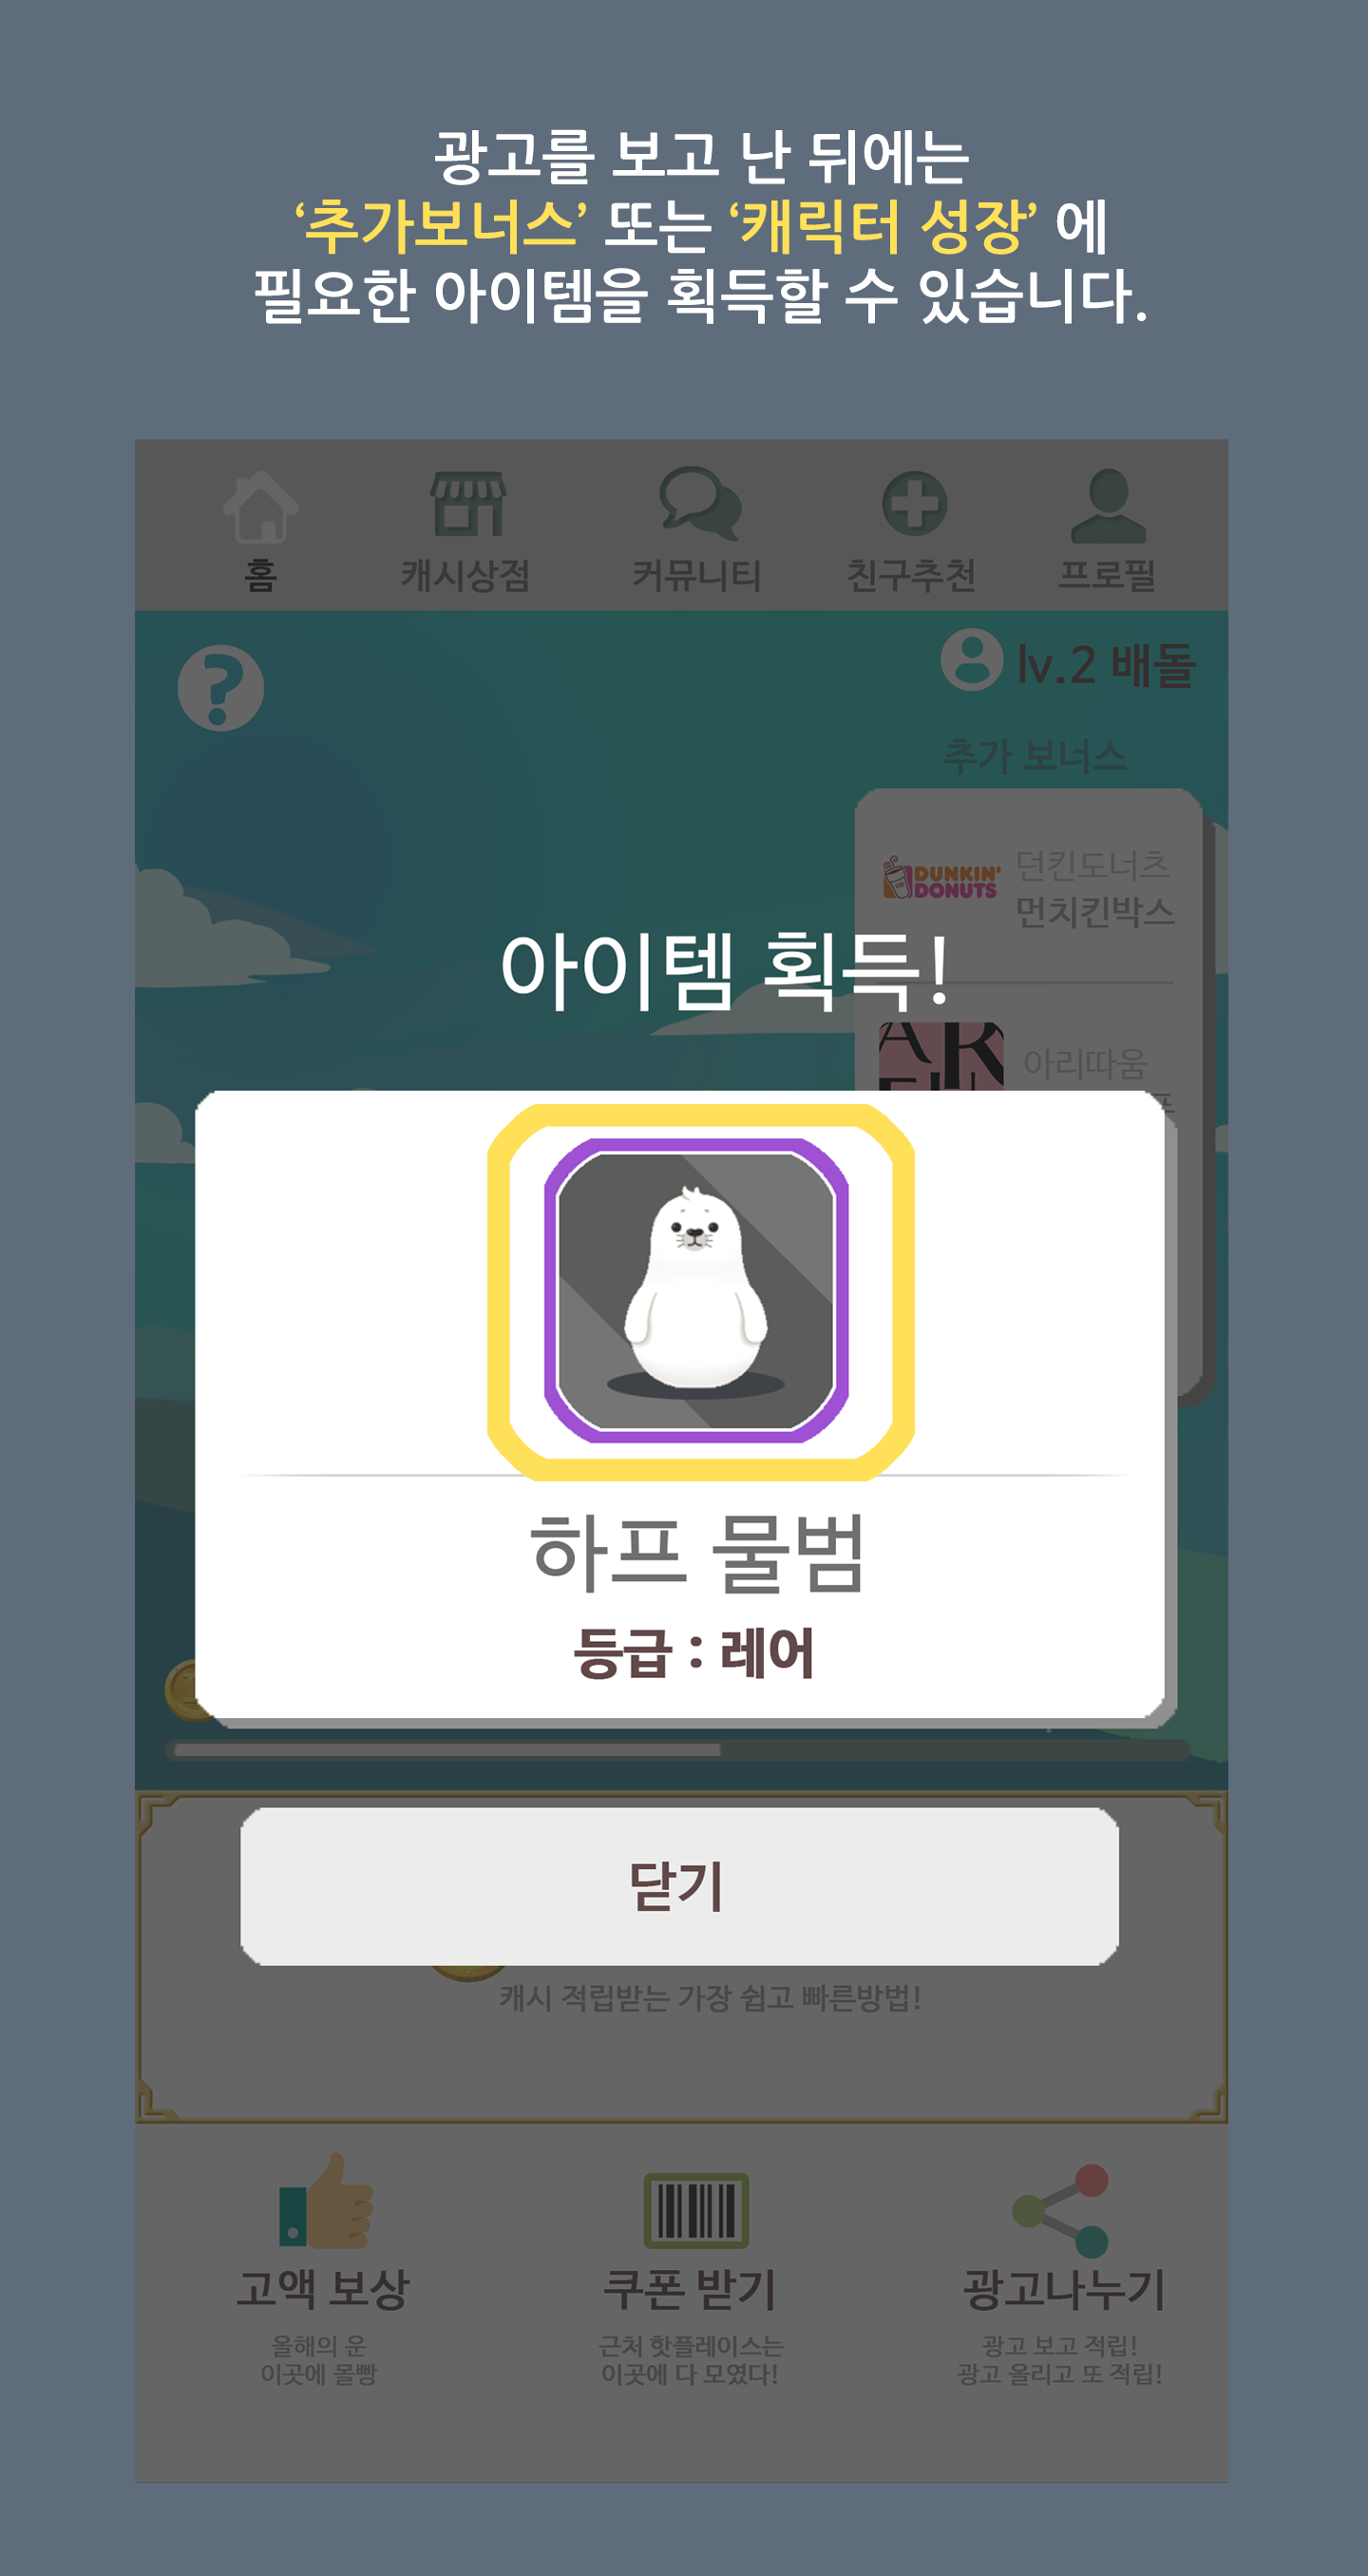 광고를 보고 난 뒤에는
‘추가보너스’ 또는 ‘캐릭터 성장’ 에
필요한 아이템을 획득할 수 있습니다.
홈
캐시상점
커뮤니티
친구추천
프로필
?
lv.2 배돌
추가 보너스
DUNKIN'
DONUTS
던킨도너츠
먼치킨박스
아이템 획득!
AR
아리따움
하프 물범
등급 : 레어
닫기
캐시 적립받는 가장 쉽고 빠른방법!
고액 보상
쿠폰 받기
광고나누기
올해의 운
이곳에 몰빵
근처 핫플레이스는
이곳에 다 모였다!
광고 보고 적립!
광고 올리고 또 적립!